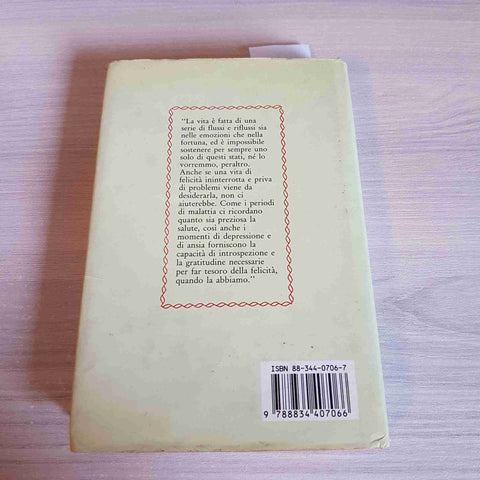 "La vita è fatta di una
serie di flussi e riflussi sia
nelle emozioni che nella
fortuna, ed è impossibile
sostenere per sempre uno
solo di questi stati, né lo
vorremmo, peraltro.
Anche se una vita di
felicità ininterrotta e priva
di problemi viene da
desiderarla, non ci
aiuterebbe. Come i periodi
di malattia ci ricordano
quanto sia preziosa la
salute, così anche i
momenti di depressione e
di ansia forniscono la
capacità di introspezione e
la gratitudine necessarie
per far tesoro della felicità,
quando la abbiamo."
ISBN 88-344-0706-7
9 788834 407066